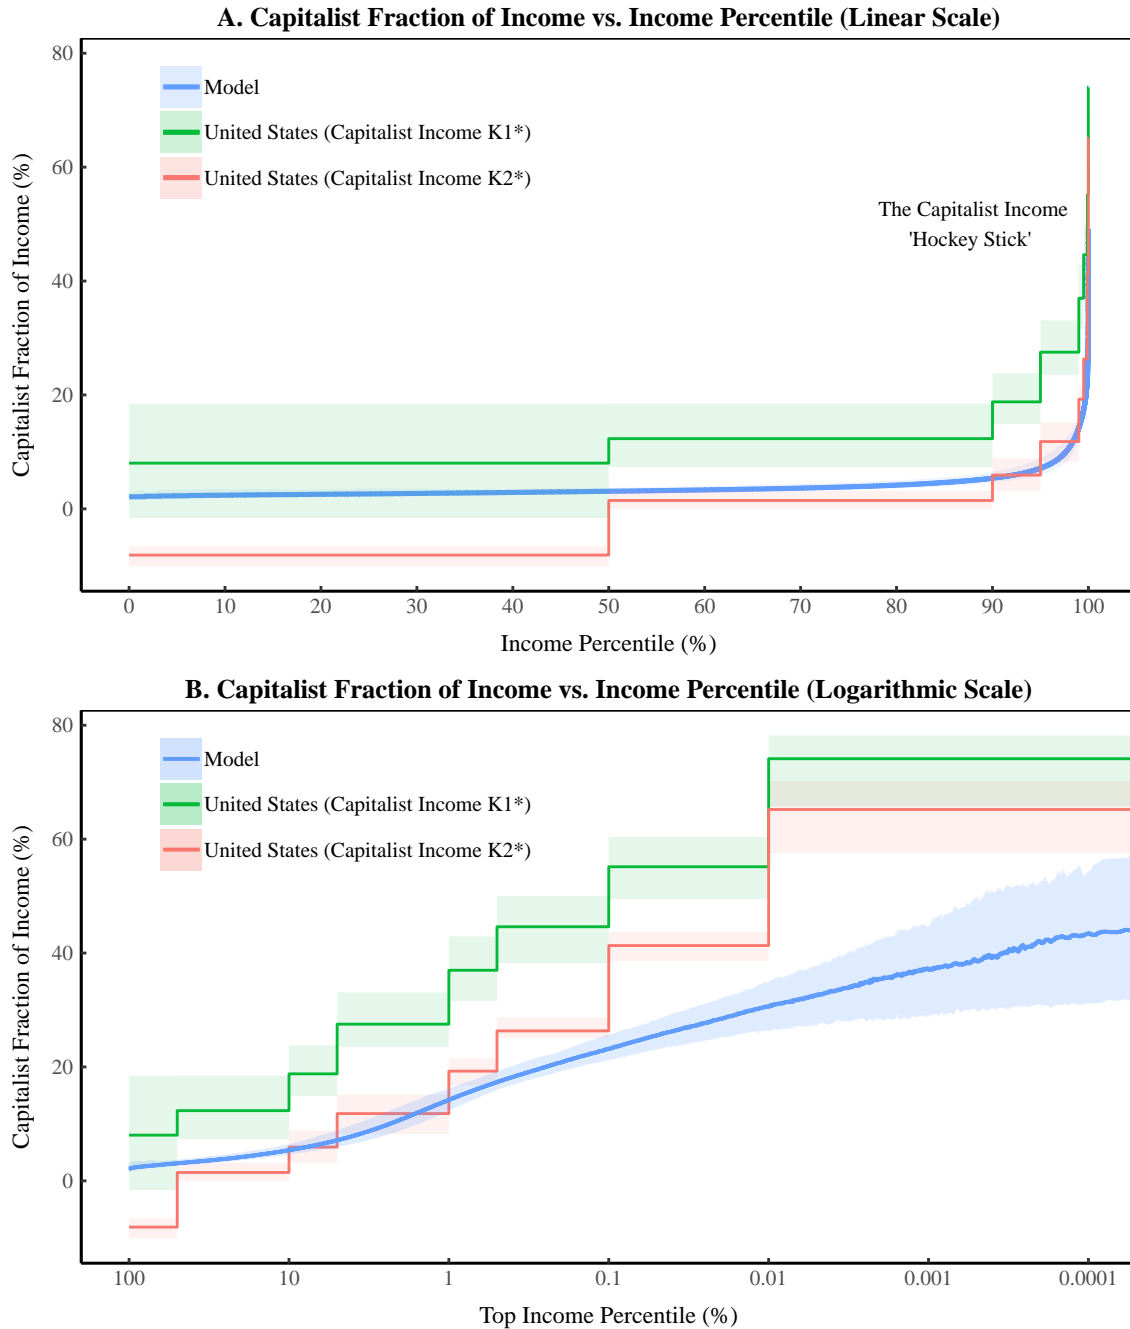 A. Capitalist Fraction of Income vs. Income Percentile (Linear Scale)
80
60
40
20
0
Capitalist Fraction of Income (%)
Model
United States (Capitalist Income K1*)
United States (Capitalist Income K2*)
The Capitalist Income
'Hockey Stick'
0 10 20 30 40 50 60 70 80 90 100
Income Percentile (%)
B. Capitalist Fraction of Income vs. Income Percentile (Logarithmic Scale)
80
60
40
20
0
Capitalist Fraction of Income (%)
Model
United States (Capitalist Income K1*)
United States (Capitalist Income K2*)
100 10 1 0.1 0.01 0.001 0.0001
Top Income Percentile (%)